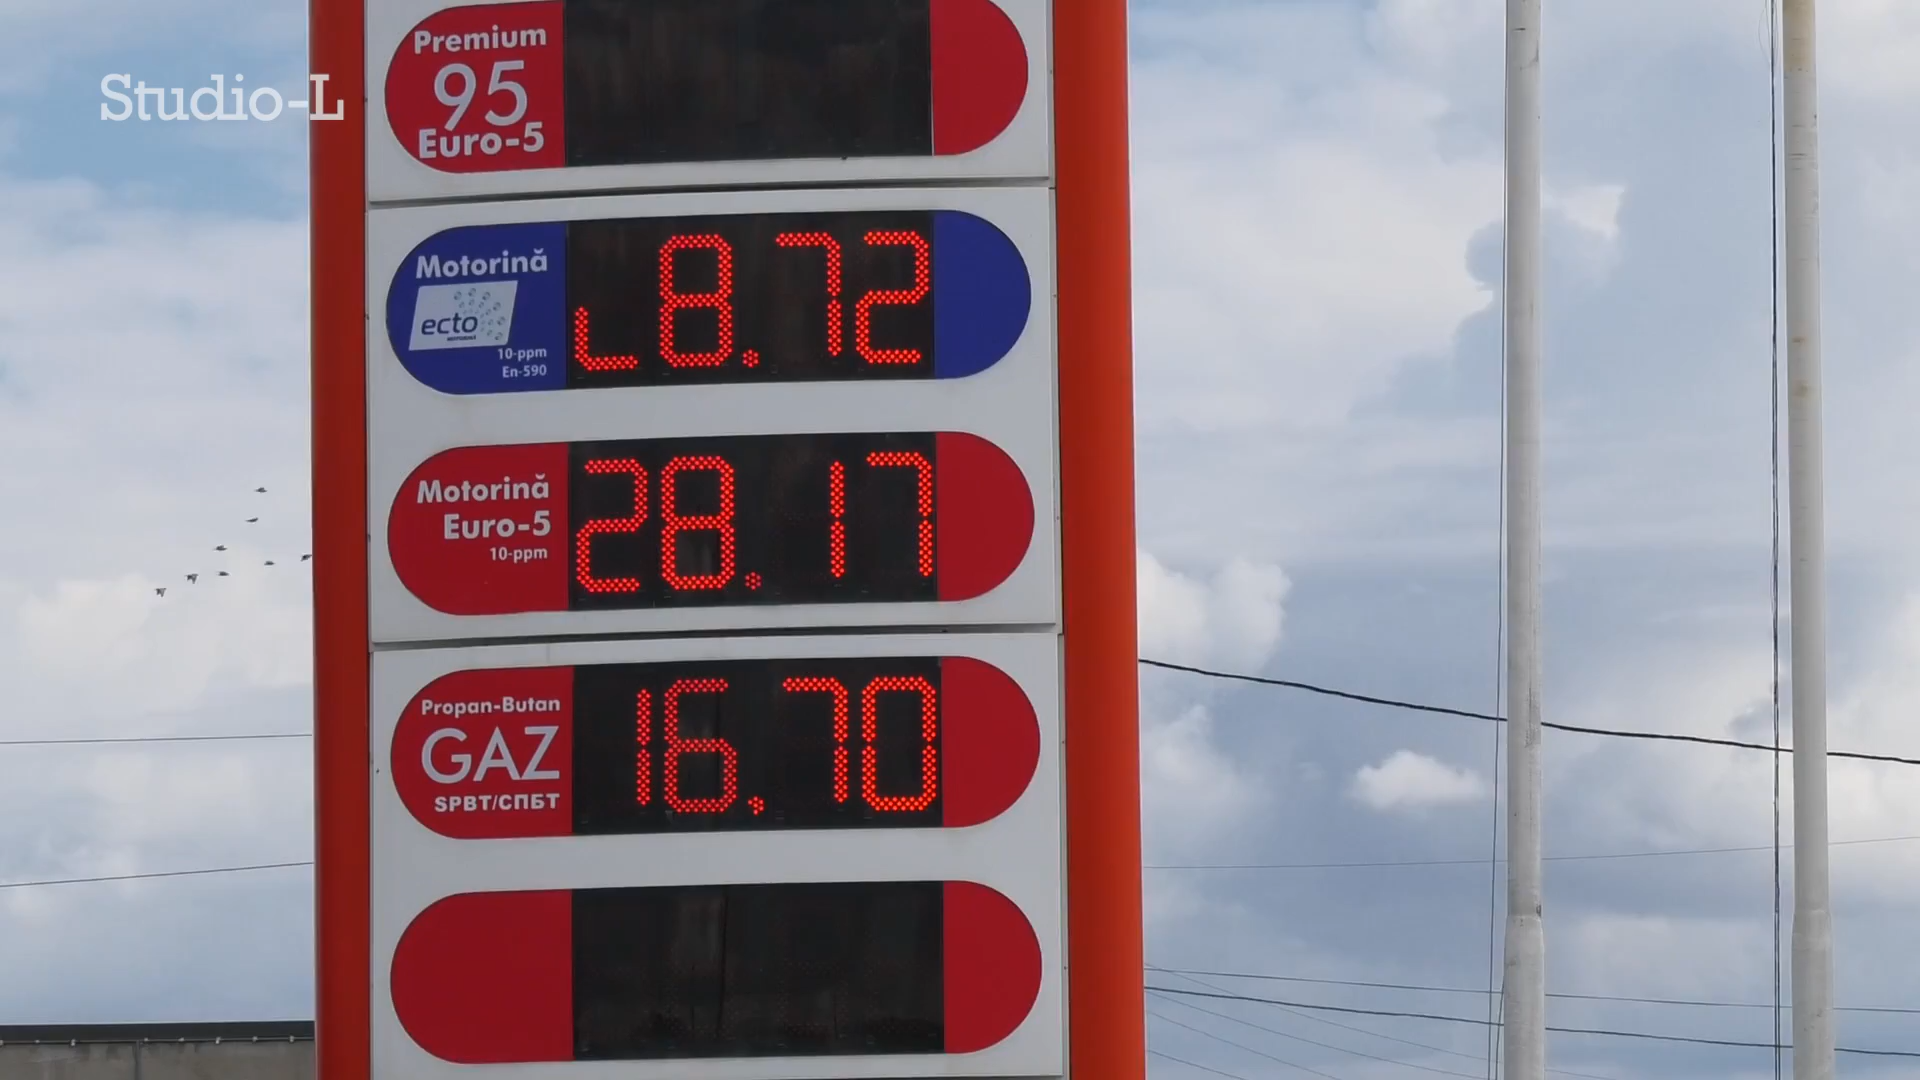 Studio-L
Premium
95
Euro-5
Motorină
ecto
10-ppm
En-590
8.72
Motorină
Euro-5
10-ppm
28.17
Propan-Butan
GAZ
SPBT/СПБТ
16.70